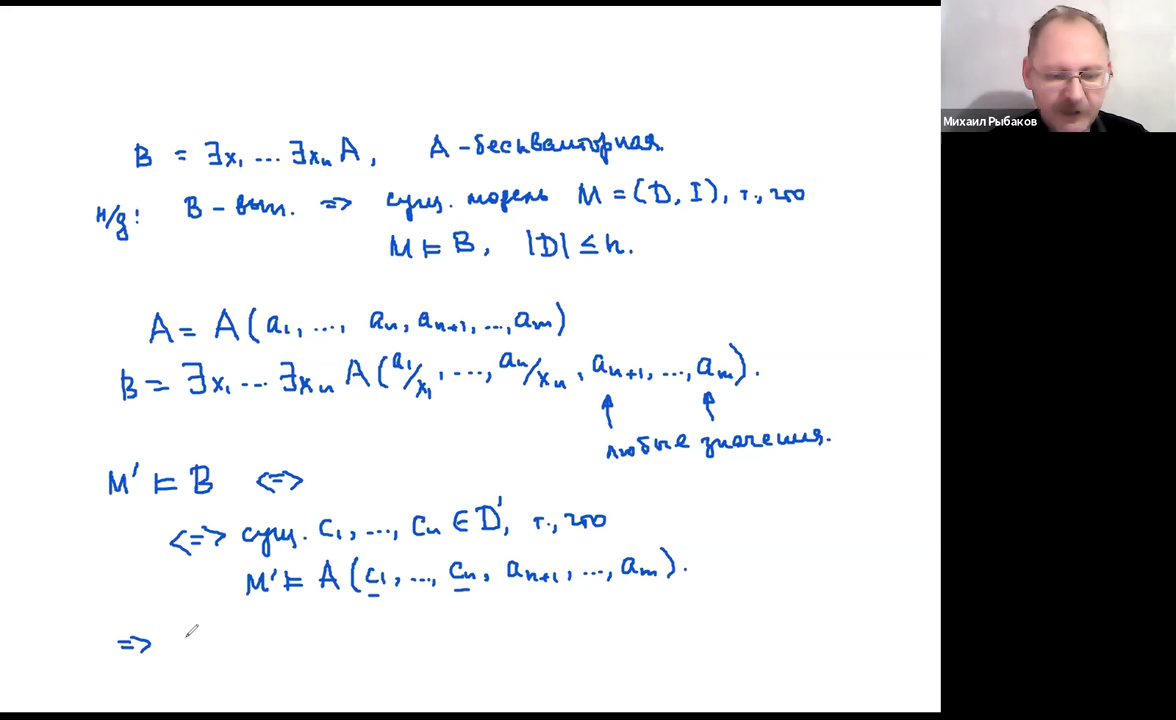 B = ∃x₁ ... ∃xₙ A, A - бескванторная.
н/д: B - вып. => сущ. модель M = (D, I), т., что
M ⊨ B, |D| ≤ n.
A = A(a₁, ..., aₙ, aₙ₊₁, ..., aₘ)
B = ∃x₁ ... ∃xₙ A(a₁/x₁, ..., aₙ/xₙ, aₙ₊₁, ..., aₘ).
любые значения.
M' ⊨ B <=>
<=> сущ. c₁, ..., cₙ ∈ D', т., что
M' ⊨ A(c₁, ..., cₙ, aₙ₊₁, ..., aₘ).
=>
Михаил Рыбаков